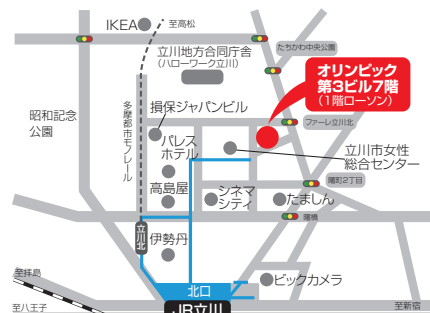 IKEA
至高松
立川地方合同庁舎
(ハローワーク立川)
たちかわ中央公園
オリンピック
第3ビル7階
(1階ローソン)
昭和記念
公園
多摩都市モノレール
損保ジャパンビル
ファーレ立川北
パレス
ホテル
立川市女性
総合センター
高島屋
シネマ
シティ
曙町2丁目
たましん
曙橋
立川北
伊勢丹
至拝島
北口
ビックカメラ
至八王子
JR立川
至新宿